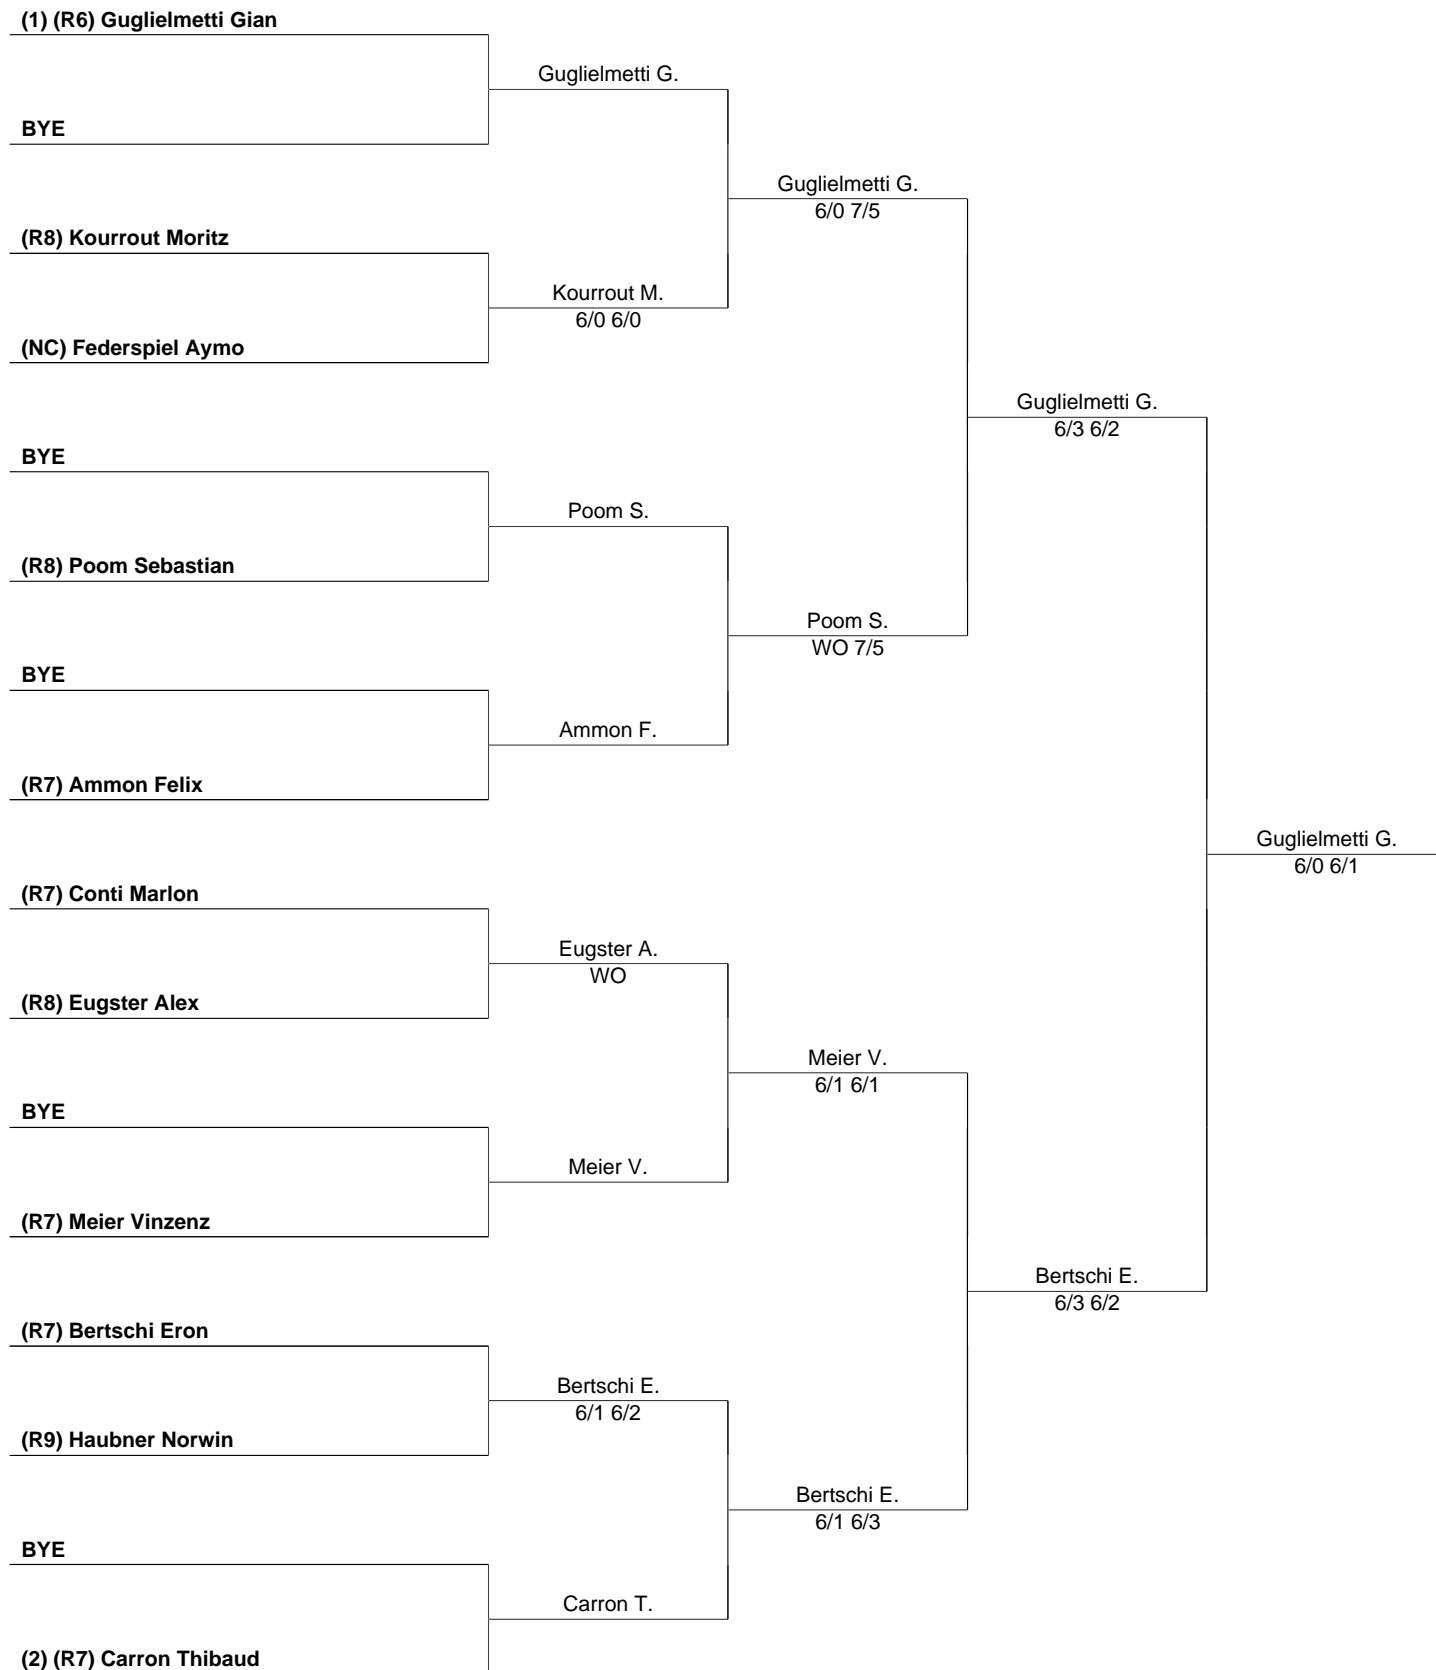 (1) (R6) Guglielmetti Gian
Guglielmetti G.
BYE
Guglielmetti G.
6/0 7/5
(R8) Kourrout Moritz
Kourrout M.
6/0 6/0
(NC) Federspiel Aymo
Guglielmetti G.
6/3 6/2
BYE
Poom S.
(R8) Poom Sebastian
Poom S.
WO 7/5
BYE
Ammon F.
(R7) Ammon Felix
Guglielmetti G.
6/0 6/1
(R7) Conti Marlon
Eugster A.
WO
(R8) Eugster Alex
Meier V.
6/1 6/1
BYE
Meier V.
(R7) Meier Vinzenz
Bertschi E.
6/3 6/2
(R7) Bertschi Eron
Bertschi E.
6/1 6/2
(R9) Haubner Norwin
Bertschi E.
6/1 6/3
BYE
Carron T.
(2) (R7) Carron Thibaud